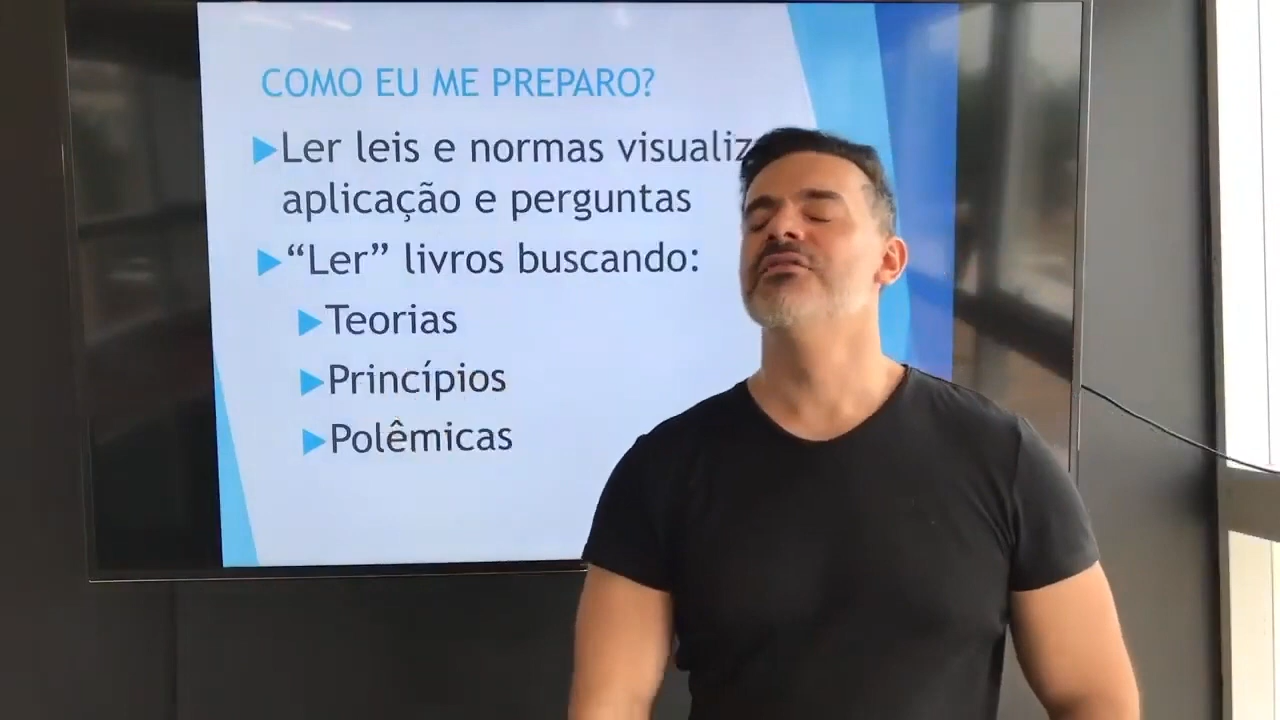 COMO EU ME PREPARO?
Ler leis e normas
aplicação e perguntas
“Ler” livros buscando:
Teorias
Princípios
Polêmicas